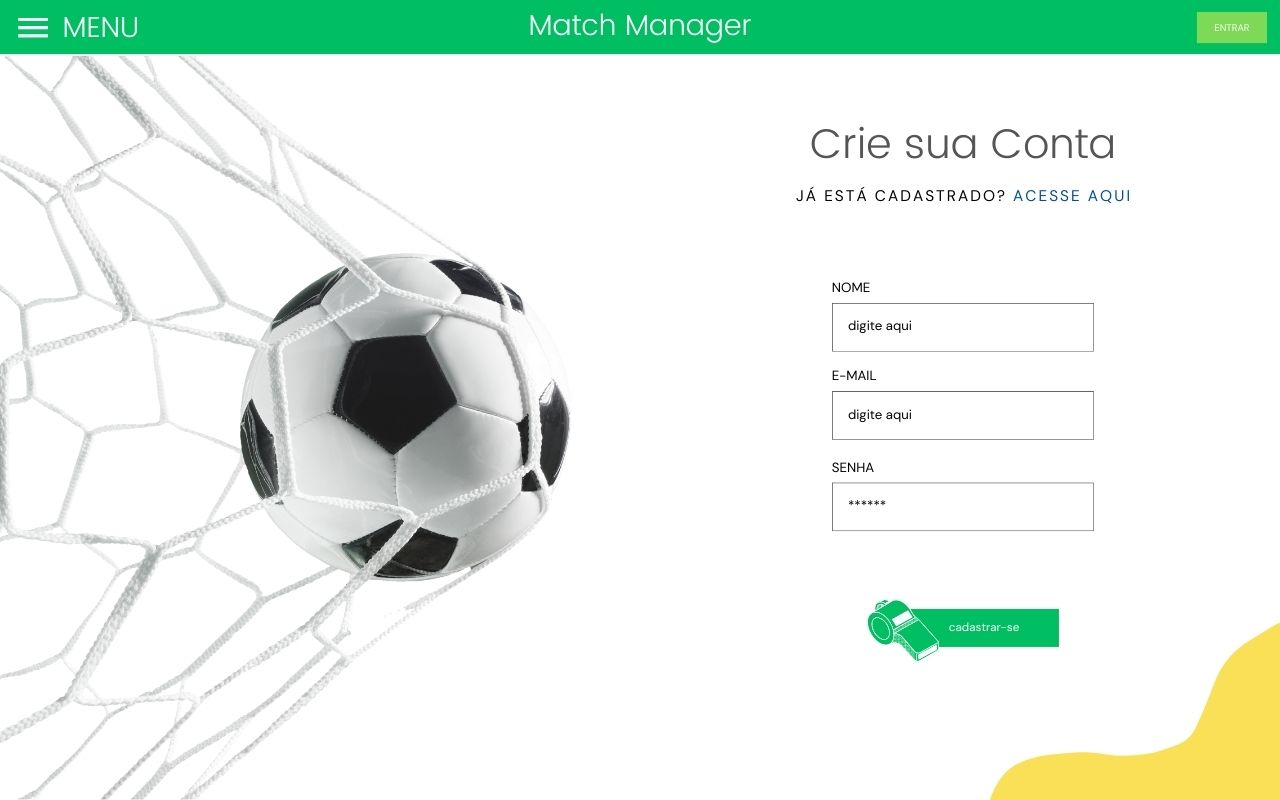 MENU
Match Manager
ENTRAR
Crie sua Conta
JÁ ESTÁ CADASTRADO? ACESSE AQUI
NOME
digite aqui
E-MAIL
digite aqui
SENHA
******
cadastrar-se